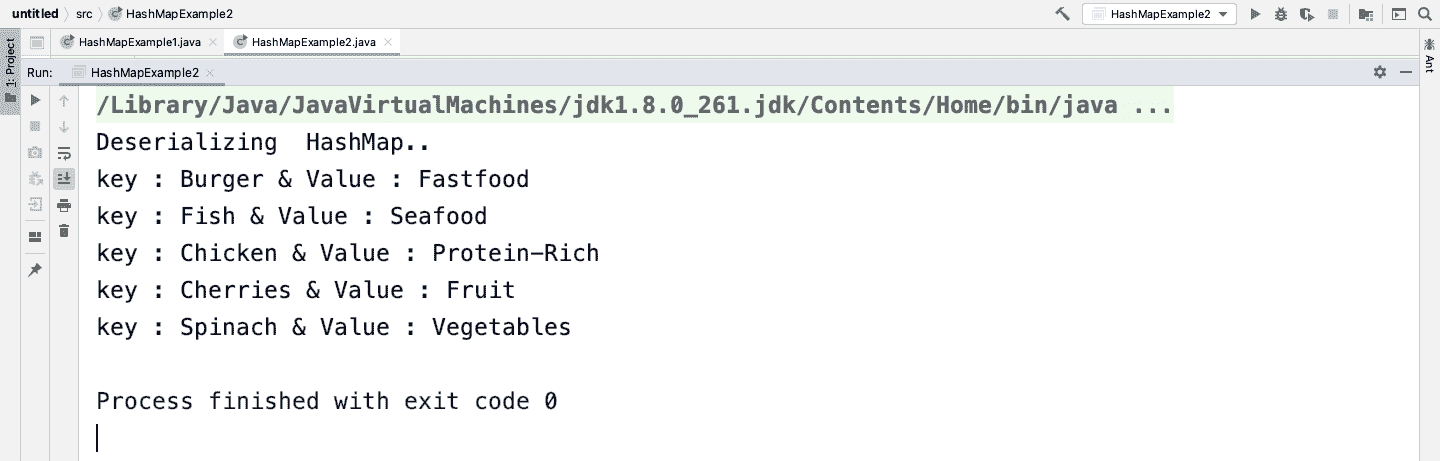 untitled src HashMapExample2 HashMapExample2
HashMapExample1.java HashMapExample2.java
1: Project
Ant
Run: HashMapExample2
/Library/Java/JavaVirtualMachines/jdk1.8.0_261.jdk/Contents/Home/bin/java ...
Deserializing  HashMap..
key : Burger & Value : Fastfood
key : Fish & Value : Seafood
key : Chicken & Value : Protein-Rich
key : Cherries & Value : Fruit
key : Spinach & Value : Vegetables
Process finished with exit code 0